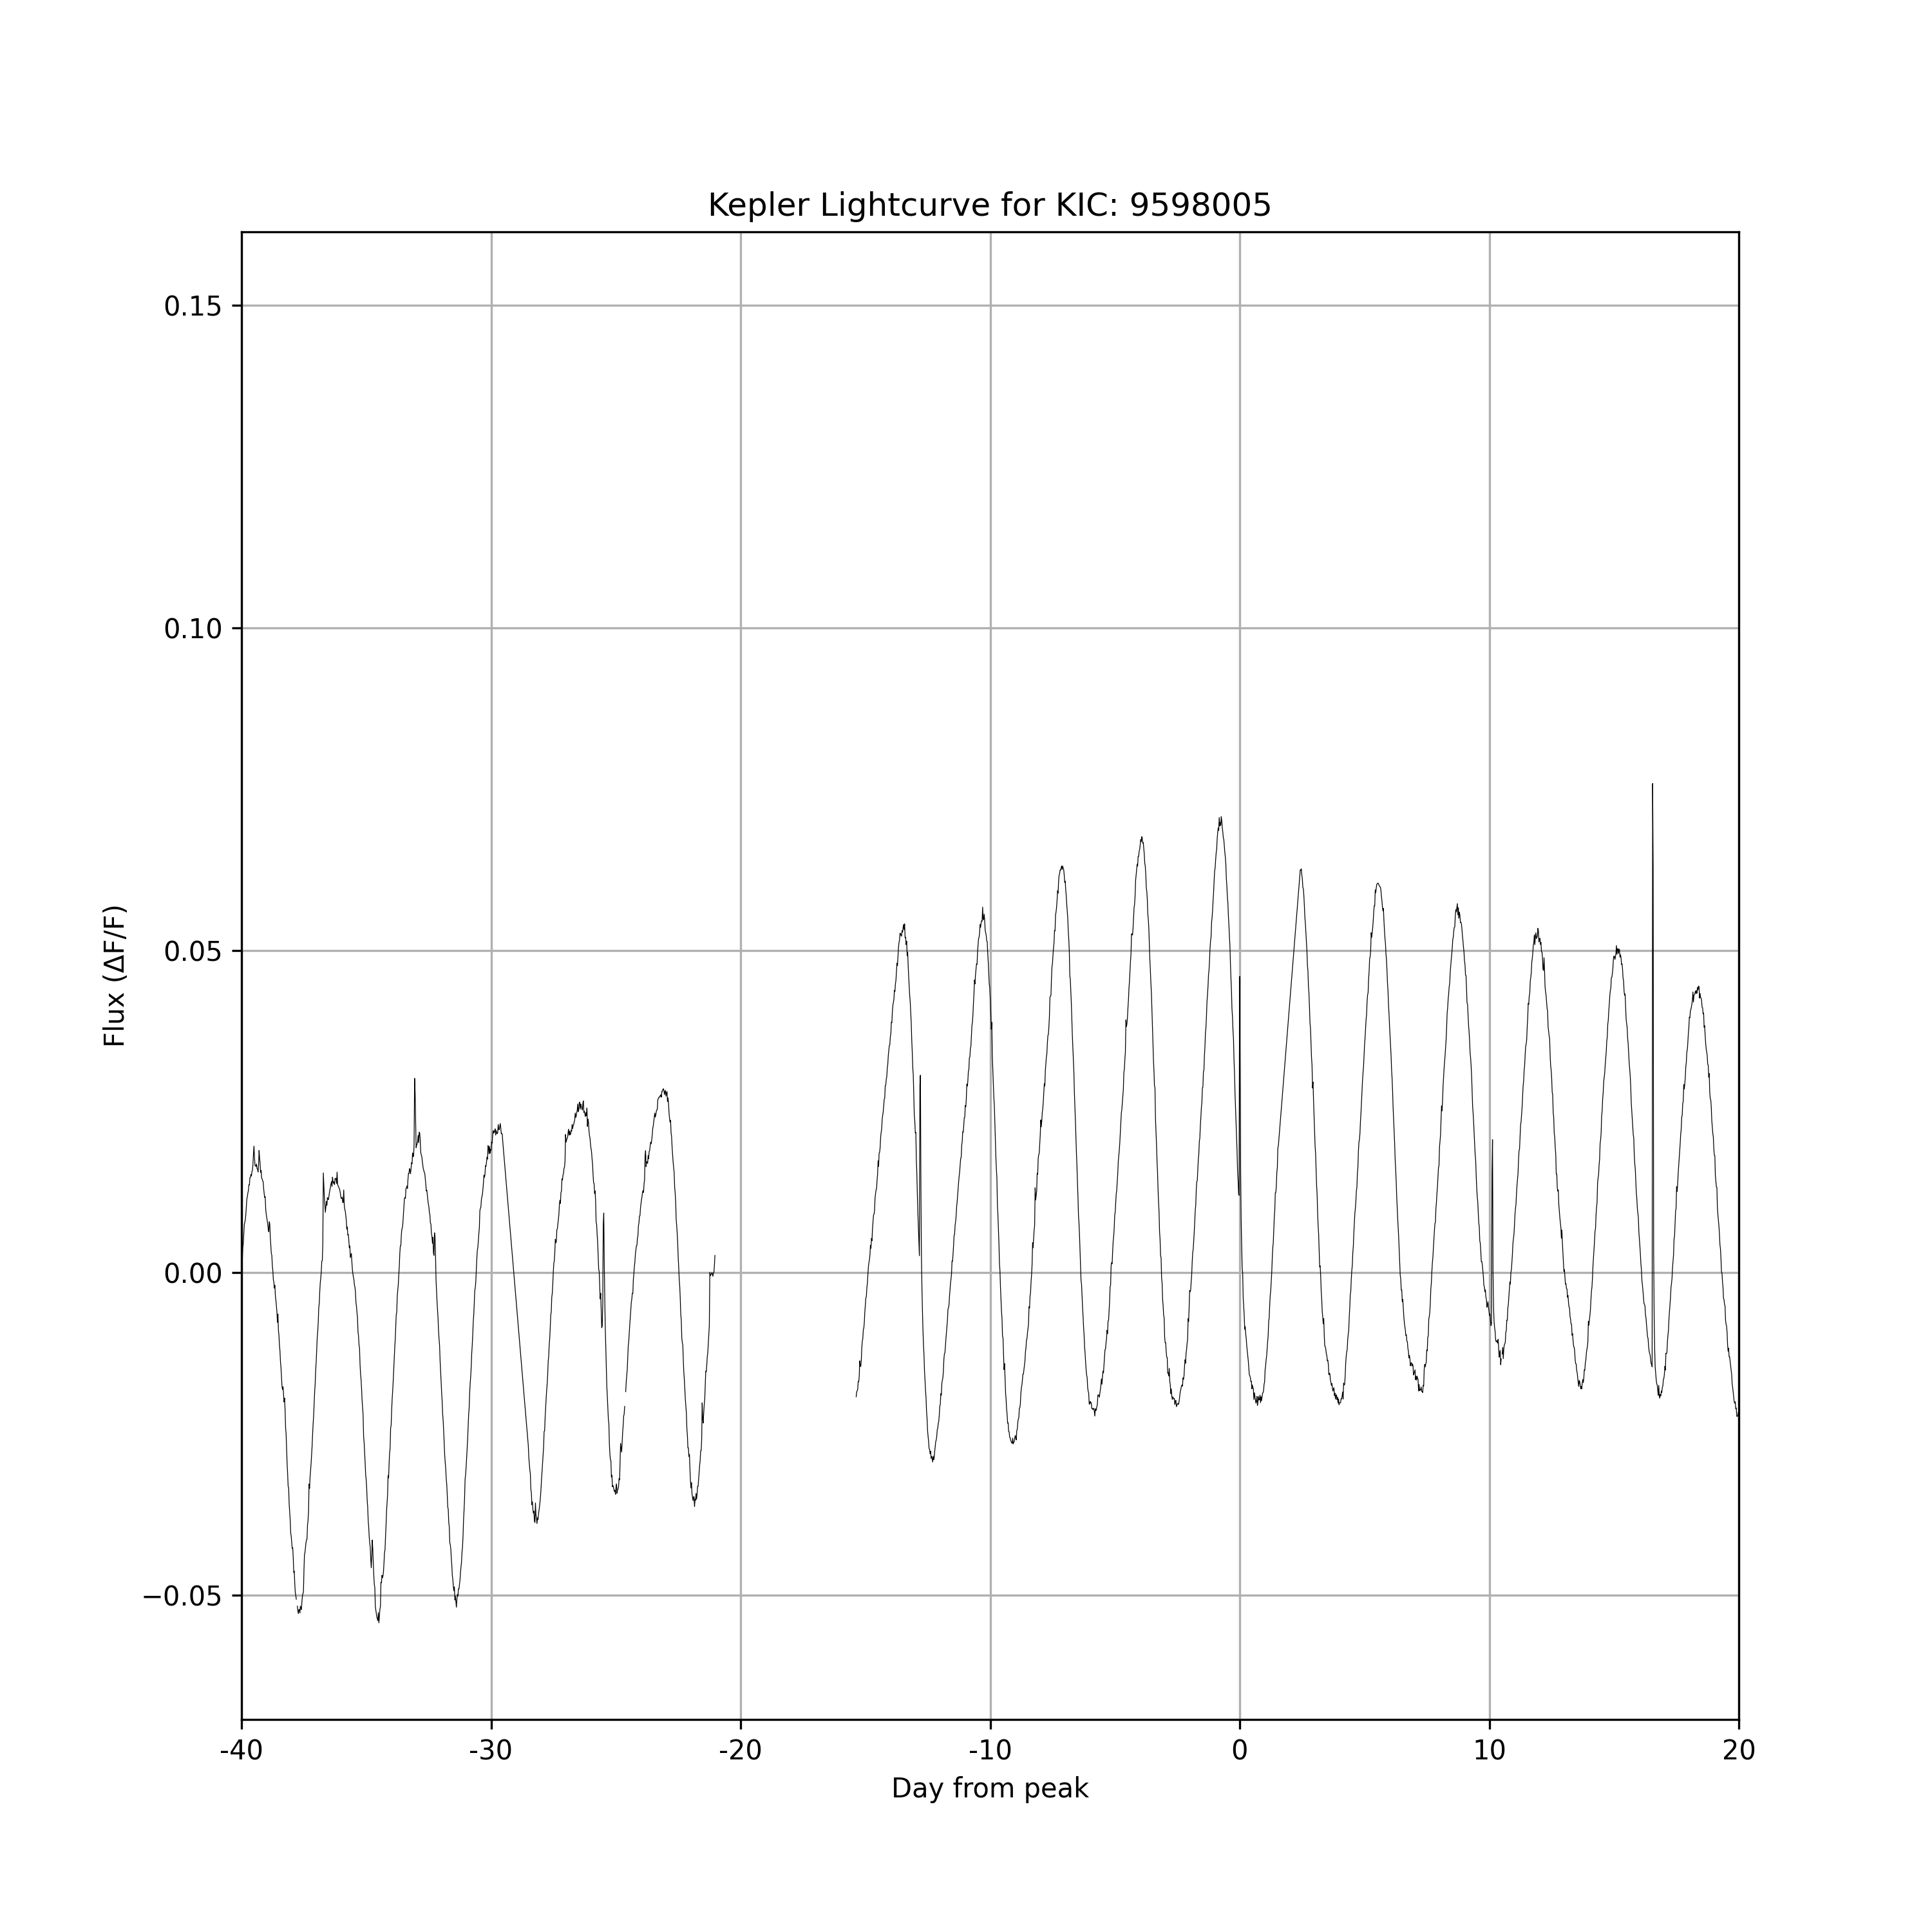 Kepler Lightcurve for KIC: 9598005
0.15
0.10
0.05
0.00
−0.05
Flux (ΔF/F)
-40 -30 -20 -10 0 10 20
Day from peak